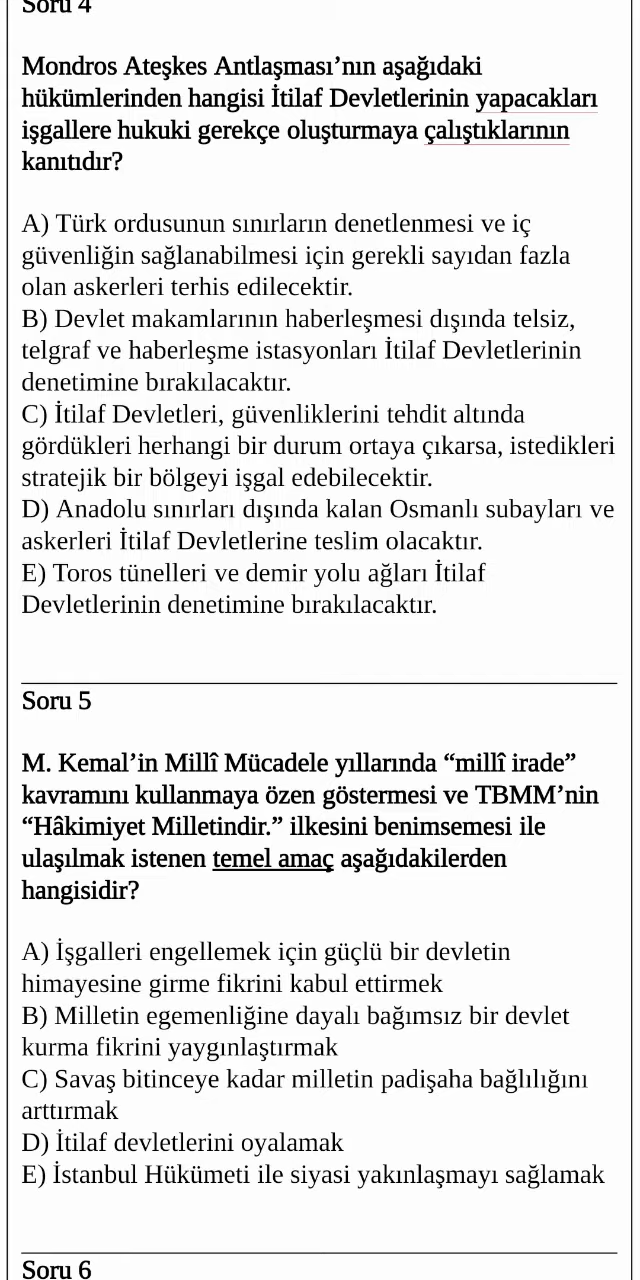 Soru 4
Mondros Ateşkes Antlaşması’nın aşağıdaki
hükümlerinden hangisi İtilaf Devletlerinin yapacakları
işgallere hukuki gerekçe oluşturmaya çalıştıklarının
kanıtıdır?
A) Türk ordusunun sınırların denetlenmesi ve iç
güvenliğin sağlanabilmesi için gerekli sayıdan fazla
olan askerleri terhis edilecektir.
B) Devlet makamlarının haberleşmesi dışında telsiz,
telgraf ve haberleşme istasyonları İtilaf Devletlerinin
denetimine bırakılacaktır.
C) İtilaf Devletleri, güvenliklerini tehdit altında
gördükleri herhangi bir durum ortaya çıkarsa, istedikleri
stratejik bir bölgeyi işgal edebilecektir.
D) Anadolu sınırları dışında kalan Osmanlı subayları ve
askerleri İtilaf Devletlerine teslim olacaktır.
E) Toros tünelleri ve demir yolu ağları İtilaf
Devletlerinin denetimine bırakılacaktır.
Soru 5
M. Kemal’in Millî Mücadele yıllarında “millî irade”
kavramını kullanmaya özen göstermesi ve TBMM’nin
“Hâkimiyet Milletindir.” ilkesini benimsemesi ile
ulaşılmak istenen temel amaç aşağıdakilerden
hangisidir?
A) İşgalleri engellemek için güçlü bir devletin
himayesine girme fikrini kabul ettirmek
B) Milletin egemenliğine dayalı bağımsız bir devlet
kurma fikrini yaygınlaştırmak
C) Savaş bitinceye kadar milletin padişaha bağlılığını
arttırmak
D) İtilaf devletlerini oyalamak
E) İstanbul Hükümeti ile siyasi yakınlaşmayı sağlamak
Soru 6